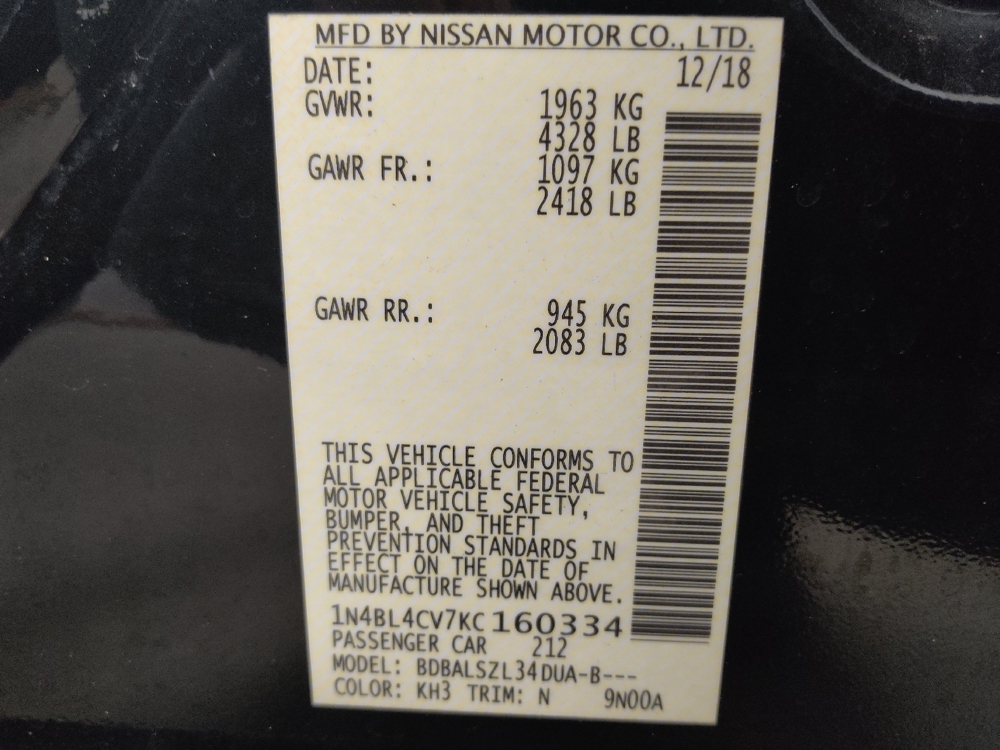 MFD BY NISSAN MOTOR CO., LTD.
DATE: 12/18
GVWR: 1963 KG
4328 LB
GAWR FR.: 1097 KG
2418 LB
GAWR RR.: 945 KG
2083 LB
THIS VEHICLE CONFORMS TO
ALL APPLICABLE FEDERAL
MOTOR VEHICLE SAFETY,
BUMPER, AND THEFT
PREVENTION STANDARDS IN
EFFECT ON THE DATE OF
MANUFACTURE SHOWN ABOVE.
1N4BL4CV7KC160334
PASSENGER CAR 212
MODEL: BDBALSZL34DUA-B---
COLOR: KH3 TRIM: N 9N00A